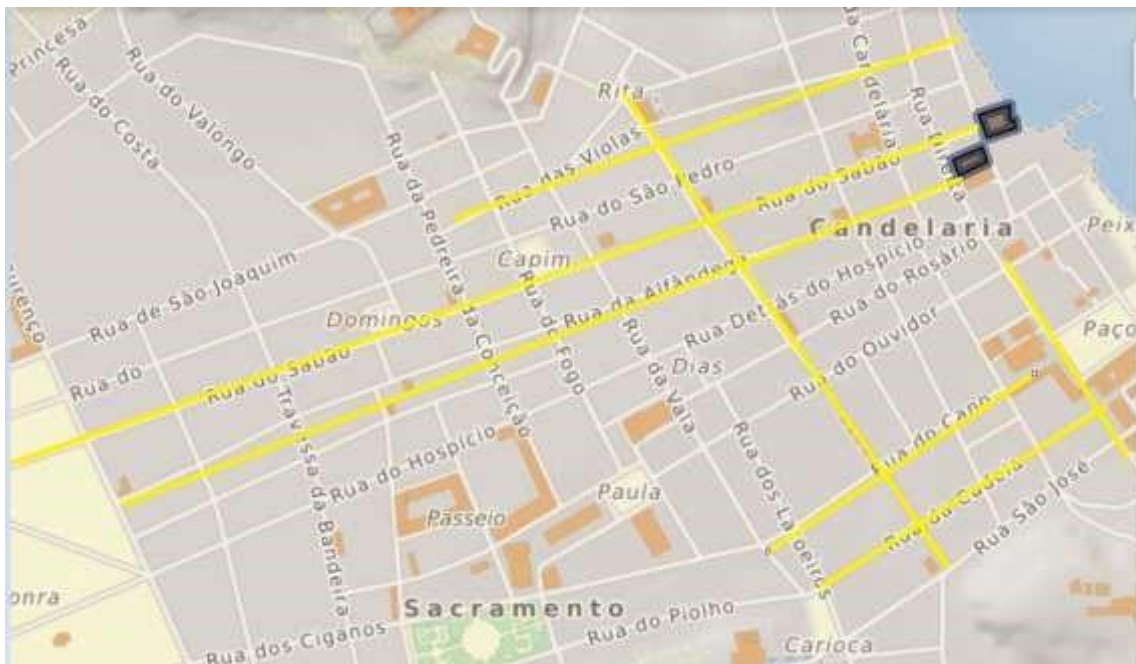 Princesa
Rua do Costa
Rua do Valongo
Rita
da Candelaria
Rua Direita
Rua das Violas
Rua do São Pedro
Rua do Sabão
Candelaria
Peix
Rua da Pedreira da Conceição
Capim
Rua da Alfândega
Rua Detrás do Hospício
Rua do Rosário
Rua de São Joaquim
Domingos
Rua do Fogo
Rua da Vala
Dias
Rua do Ouvidor
Paço
ourenço
Rua do
Rua do Sabão
Travessa da Bandeira
Rua do Hospício
Rua do Cano
Rua da Cadeia
Rua São José
Rua dos Latoeiros
Paula
Passeio
onra
Sacramento
Rua dos Ciganos
Rua do Piolho
Carioca